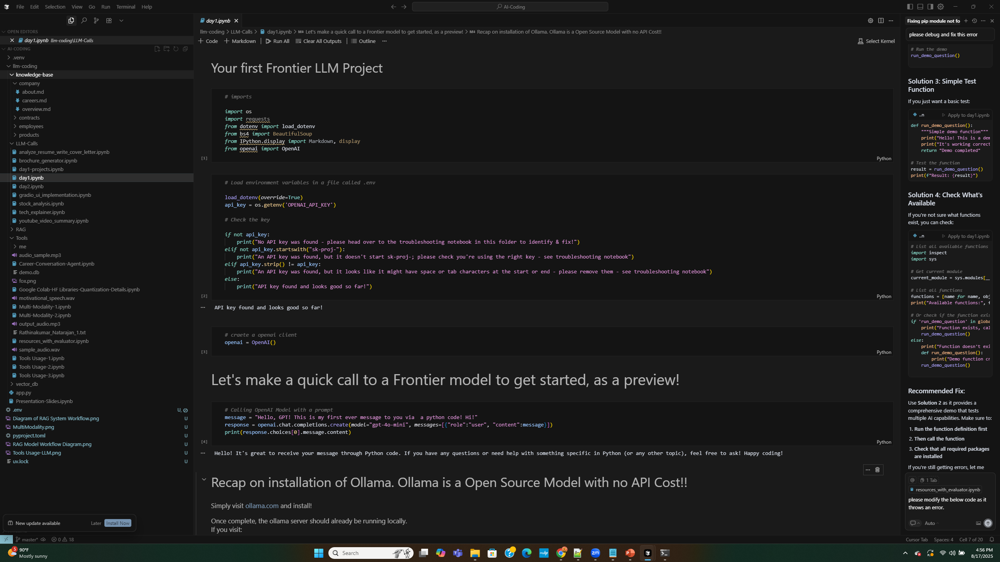 File Edit Selection View Go Run Terminal Help
AI-Coding
OPEN EDITORS
day1.ipynb llm-coding\LLM-Calls
AI-CODING
.venv
llm-coding
knowledge-base
company
about.md
careers.md
overview.md
contracts
employees
products
LLM-Calls
analyze_resume_write_cover_letter.ipynb
brochure_generator.ipynb
day1-projects.ipynb
day1.ipynb
day2.ipynb
gradio_ui_implementation.ipynb
stock_analysis.ipynb
tech_explainer.ipynb
youtube_video_summary.ipynb
RAG
Tools
me
audio_sample.mp3
Career-Conversation-Agent.ipynb
demo.db
fox.png
Google Colab-HF Libraries-Quantization-Details.ipynb
motivational_speech.wav
Multi-Modality-1.ipynb
Multi-Modality-2.ipynb
output_audio.mp3
Rathinakumar_Natarajan_1.txt
resources_with_evaluator.ipynb
sample_audio.wav
Tools Usage-1.ipynb
Tools Usage-2.ipynb
Tools Usage-3.ipynb
vector_db
app.py
Presentation-Slides.ipynb
.env U,
Diagram of RAG System Workflow.png U
MultiModality.png U
pyproject.toml U
RAG Model Workflow Diagram.png U
Tools Usage-LLM.png U
uv.lock U
New update available Later Install Now
day1.ipynb
llm-coding > LLM-Calls > day1.ipynb > M↓ Let's make a quick call to a Frontier model to get started, as a preview! > M↓ Recap on installation of Ollama. Ollama is a Open Source Model with no API Cost!!
+ Code + Markdown Run All Clear All Outputs Outline ... Select Kernel
Your first Frontier LLM Project
# imports
import os
import requests
from dotenv import load_dotenv
from bs4 import BeautifulSoup
from IPython.display import Markdown, display
from openai import OpenAI
[1] Python
# Load environment variables in a file called .env
load_dotenv(override=True)
api_key = os.getenv('OPENAI_API_KEY')
# Check the key
if not api_key:
print("No API key was found - please head over to the troubleshooting notebook in this folder to identify & fix!")
elif not api_key.startswith("sk-proj-"):
print("An API key was found, but it doesn't start sk-proj-; please check you're using the right key - see troubleshooting notebook")
elif api_key.strip() != api_key:
print("An API key was found, but it looks like it might have space or tab characters at the start or end - please remove them - see troubleshooting notebook")
else:
print("API key found and looks good so far!")
[2] Python
... API key found and looks good so far!
# craete a openai client
openai = OpenAI()
[3] Python
Let's make a quick call to a Frontier model to get started, as a preview!
# Calling OpenAI Model with a prompt
message = "Hello, GPT! This is my first ever message to you via  a python code! Hi!"
response = openai.chat.completions.create(model="gpt-4o-mini", messages=[{"role":"user", "content":message}])
print(response.choices[0].message.content)
[4] Python
... Hello! It's great to receive your message through Python code. If you have any questions or need help with something specific in Python (or any other topic), feel free to ask! Happy coding!
Recap on installation of Ollama. Ollama is a Open Source Model with no API Cost!!
Simply visit ollama.com and install!
Once complete, the ollama server should already be running locally.
If you visit:
Fixing pip module not fo
please debug and fix this error
# Run the demo
run_demo_question()
Solution 3: Simple Test
Function
If you just want a basic test:
..n Apply to day1.ipynb
def run_demo_question():
"""Simple demo function"""
print("Hello! This is a dem
print("It's working correct
return "Demo completed"
# Test the function
result = run_demo_question()
print(f"Result: {result}")
Solution 4: Check What's
Available
If you're not sure what functions
exist, you can check:
..n Apply to day1.ipynb
# List all available functions
import inspect
import sys
# Get current module
current_module = sys.modules[__
# List all functions
functions = [name for name, obj
print("Available functions:", f
# Or check if the function exis
if 'run_demo_question' in globa
print("Function exists, cal
run_demo_question()
else:
print("Function doesn't exi
def run_demo_question():
print("Demo function cr
run_demo_question()
Recommended Fix:
Use Solution 2 as it provides a
comprehensive demo that tests
multiple AI capabilities. Make sure to:
1. Run the function definition first
2. Then call the function
3. Check that all required packages
are installed
If you're still getting errors, let me
@ 1 Tab
resources_with_evaluator.ipynb
please modify the below code as it
throws an error.
Auto
master* 0 18
Cursor Tab Spaces: 4 Cell 7 of 20
5
90°F
Mostly sunny
Search
myhp
zm
P
4:56 PM
8/17/2025